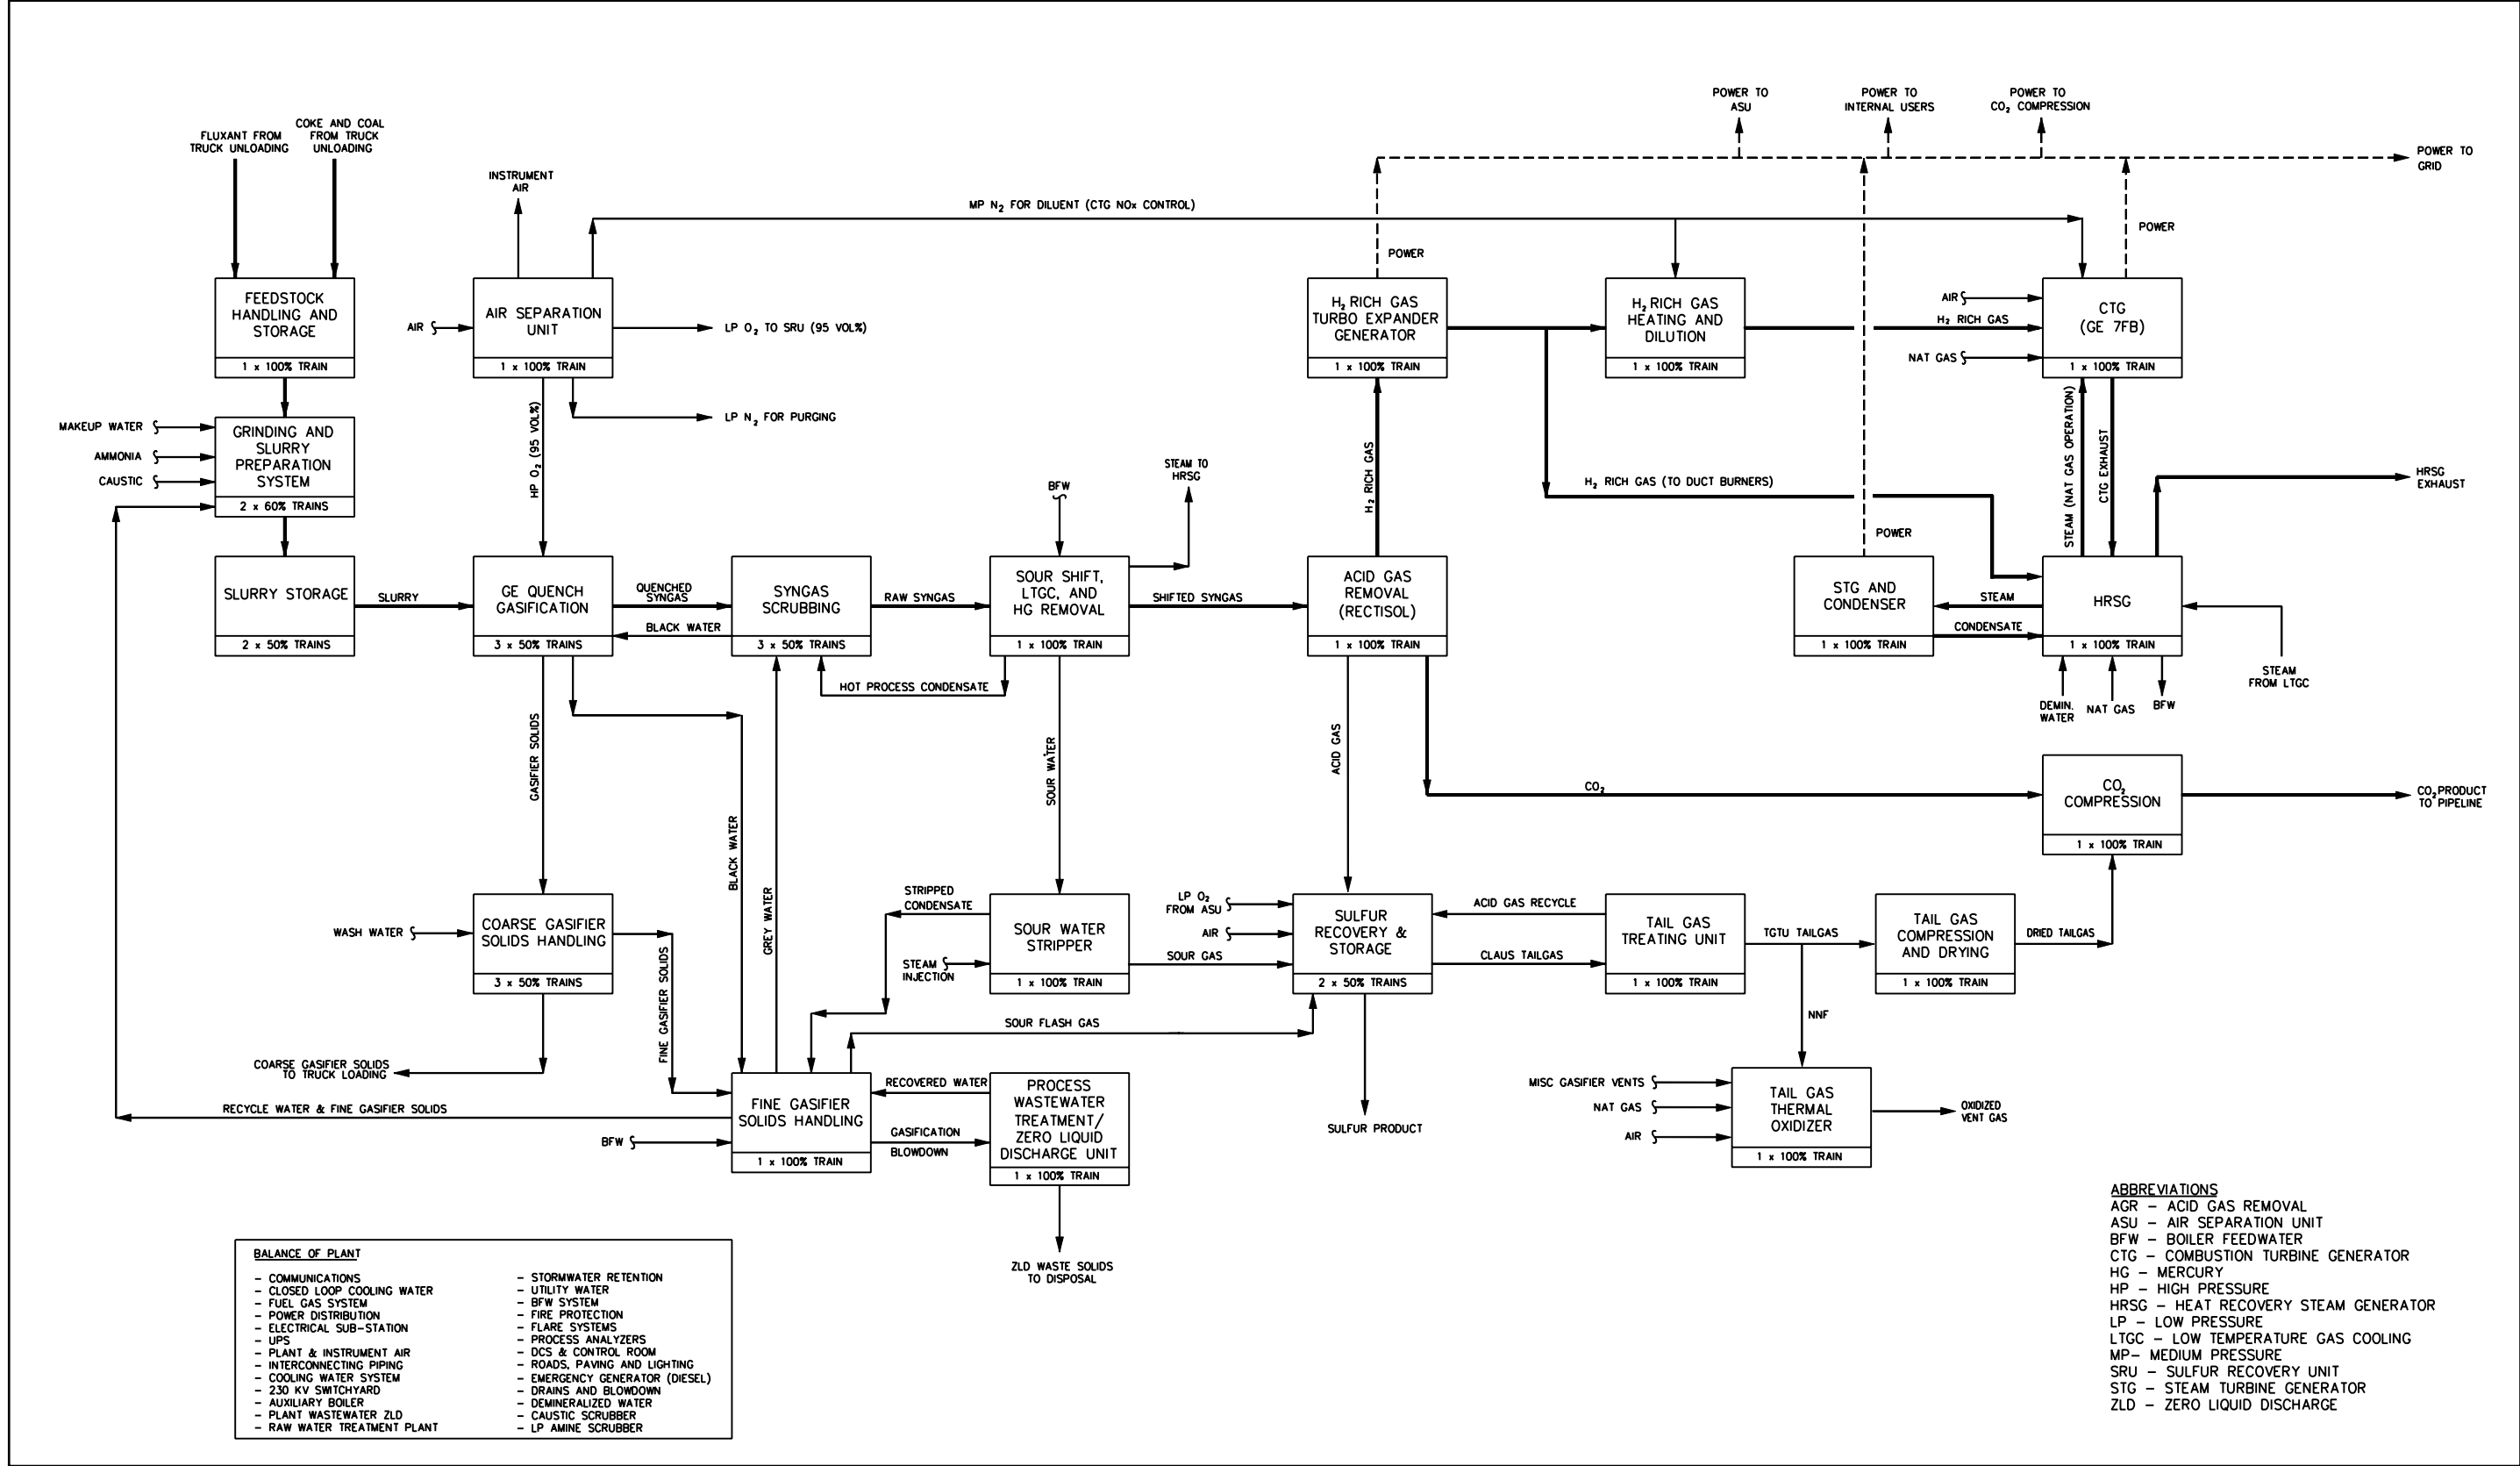 POWER TO
ASU
POWER TO
INTERNAL USERS
POWER TO
CO₂ COMPRESSION
POWER TO
GRID
FLUXANT FROM
TRUCK UNLOADING
COKE AND COAL
FROM TRUCK
UNLOADING
INSTRUMENT
AIR
MP N₂ FOR DILUENT (CTG NOx CONTROL)
POWER
POWER
FEEDSTOCK
HANDLING AND
STORAGE
1 x 100% TRAIN
AIR
AIR SEPARATION
UNIT
1 x 100% TRAIN
LP O₂ TO SRU (95 VOL%)
LP N₂ FOR PURGING
HP O₂ (95 VOL%)
H₂ RICH GAS
TURBO EXPANDER
GENERATOR
1 x 100% TRAIN
H₂ RICH GAS
HEATING AND
DILUTION
1 x 100% TRAIN
AIR
H₂ RICH GAS
NAT GAS
CTG
(GE 7FB)
1 x 100% TRAIN
MAKEUP WATER
AMMONIA
CAUSTIC
GRINDING AND
SLURRY
PREPARATION
SYSTEM
2 x 60% TRAINS
BFW
STEAM TO
HRSG
H₂ RICH GAS
H₂ RICH GAS (TO DUCT BURNERS)
STEAM (NAT GAS OPERATION)
CTG EXHAUST
HRSG
EXHAUST
POWER
SLURRY STORAGE
2 x 50% TRAINS
SLURRY
GE QUENCH
GASIFICATION
3 x 50% TRAINS
QUENCHED
SYNGAS
BLACK WATER
SYNGAS
SCRUBBING
3 x 50% TRAINS
RAW SYNGAS
SOUR SHIFT,
LTGC, AND
HG REMOVAL
1 x 100% TRAIN
SHIFTED SYNGAS
ACID GAS
REMOVAL
(RECTISOL)
1 x 100% TRAIN
STG AND
CONDENSER
1 x 100% TRAIN
STEAM
CONDENSATE
HRSG
1 x 100% TRAIN
STEAM
FROM LTGC
DEMIN.
WATER
NAT GAS
BFW
HOT PROCESS CONDENSATE
GASIFIER SOLIDS
BLACK WATER
GREY WATER
SOUR WATER
ACID GAS
CO₂
CO₂
COMPRESSION
1 x 100% TRAIN
CO₂ PRODUCT
TO PIPELINE
WASH WATER
COARSE GASIFIER
SOLIDS HANDLING
3 x 50% TRAINS
FINE GASIFIER SOLIDS
STRIPPED
CONDENSATE
STEAM
INJECTION
SOUR WATER
STRIPPER
1 x 100% TRAIN
SOUR GAS
LP O₂
FROM ASU
AIR
SULFUR
RECOVERY &
STORAGE
2 x 50% TRAINS
ACID GAS RECYCLE
CLAUS TAILGAS
TAIL GAS
TREATING UNIT
1 x 100% TRAIN
TGTU TAILGAS
TAIL GAS
COMPRESSION
AND DRYING
1 x 100% TRAIN
DRIED TAILGAS
NNF
SOUR FLASH GAS
COARSE GASIFIER SOLIDS
TO TRUCK LOADING
RECYCLE WATER & FINE GASIFIER SOLIDS
BFW
FINE GASIFIER
SOLIDS HANDLING
1 x 100% TRAIN
RECOVERED WATER
GASIFICATION
BLOWDOWN
PROCESS
WASTEWATER
TREATMENT/
ZERO LIQUID
DISCHARGE UNIT
1 x 100% TRAIN
ZLD WASTE SOLIDS
TO DISPOSAL
SULFUR PRODUCT
MISC GASIFIER VENTS
NAT GAS
AIR
TAIL GAS
THERMAL
OXIDIZER
1 x 100% TRAIN
OXIDIZED
VENT GAS
BALANCE OF PLANT
- COMMUNICATIONS
- CLOSED LOOP COOLING WATER
- FUEL GAS SYSTEM
- POWER DISTRIBUTION
- ELECTRICAL SUB-STATION
- UPS
- PLANT & INSTRUMENT AIR
- INTERCONNECTING PIPING
- COOLING WATER SYSTEM
- 230 KV SWITCHYARD
- AUXILIARY BOILER
- PLANT WASTEWATER ZLD
- RAW WATER TREATMENT PLANT
- STORMWATER RETENTION
- UTILITY WATER
- BFW SYSTEM
- FIRE PROTECTION
- FLARE SYSTEMS
- PROCESS ANALYZERS
- DCS & CONTROL ROOM
- ROADS, PAVING AND LIGHTING
- EMERGENCY GENERATOR (DIESEL)
- DRAINS AND BLOWDOWN
- DEMINERALIZED WATER
- CAUSTIC SCRUBBER
- LP AMINE SCRUBBER
ABBREVIATIONS
AGR - ACID GAS REMOVAL
ASU - AIR SEPARATION UNIT
BFW - BOILER FEEDWATER
CTG - COMBUSTION TURBINE GENERATOR
HG - MERCURY
HP - HIGH PRESSURE
HRSG - HEAT RECOVERY STEAM GENERATOR
LP - LOW PRESSURE
LTGC - LOW TEMPERATURE GAS COOLING
MP- MEDIUM PRESSURE
SRU - SULFUR RECOVERY UNIT
STG - STEAM TURBINE GENERATOR
ZLD - ZERO LIQUID DISCHARGE